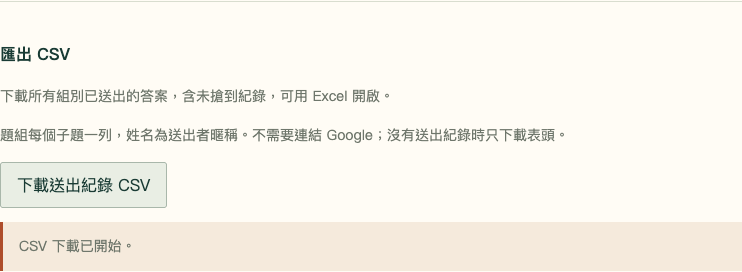 匯出 CSV
下載所有組別已送出的答案，含未搶到紀錄，可用 Excel 開啟。
題組每個子題一列，姓名為送出者暱稱。不需要連結 Google；沒有送出紀錄時只下載表頭。
下載送出紀錄 CSV
CSV 下載已開始。